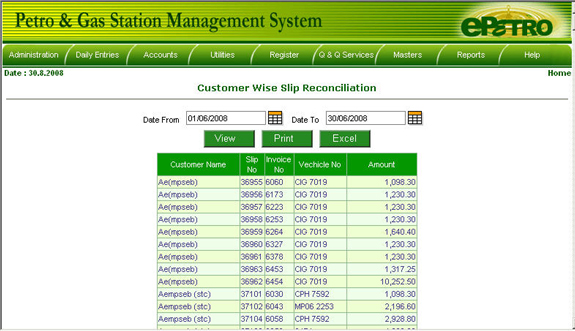 Petro & Gas Station Management System
ePETRO
Administration Daily Entries Accounts Utilities Register Q & Q Services Masters Reports Help
Date : 30.8.2008 Home
Customer Wise Slip Reconciliation
Date From 01/06/2008 Date To 30/06/2008
View Print Excel
Customer Name Slip No Invoice No Vechicle No Amount
Ae(mpseb) 36955 6060 CIG 7019 1,098.30
Ae(mpseb) 36956 6173 CIG 7019 1,230.30
Ae(mpseb) 36957 6223 CIG 7019 1,230.30
Ae(mpseb) 36958 6253 CIG 7019 1,230.30
Ae(mpseb) 36959 6264 CIG 7019 1,640.40
Ae(mpseb) 36960 6327 CIG 7019 1,230.30
Ae(mpseb) 36961 6378 CIG 7019 1,230.30
Ae(mpseb) 36963 6453 CIG 7019 1,317.25
Ae(mpseb) 36962 6454 CIG 7019 10,252.50
Aempseb (stc) 37101 6030 CPH 7592 1,098.30
Aempseb (stc) 37102 6043 MP06 2253 2,196.60
Aempseb (stc) 37104 6058 CPH 7592 2,928.80